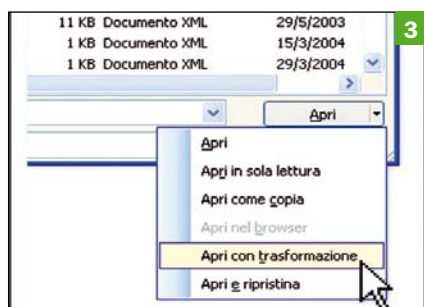 11 KB Documento XML 29/5/2003
3
1 KB Documento XML 15/3/2004
1 KB Documento XML 29/3/2004
Apri
Apri
Apri in sola lettura
Apri come copia
Apri nel browser
Apri con trasformazione
Apri e ripristina